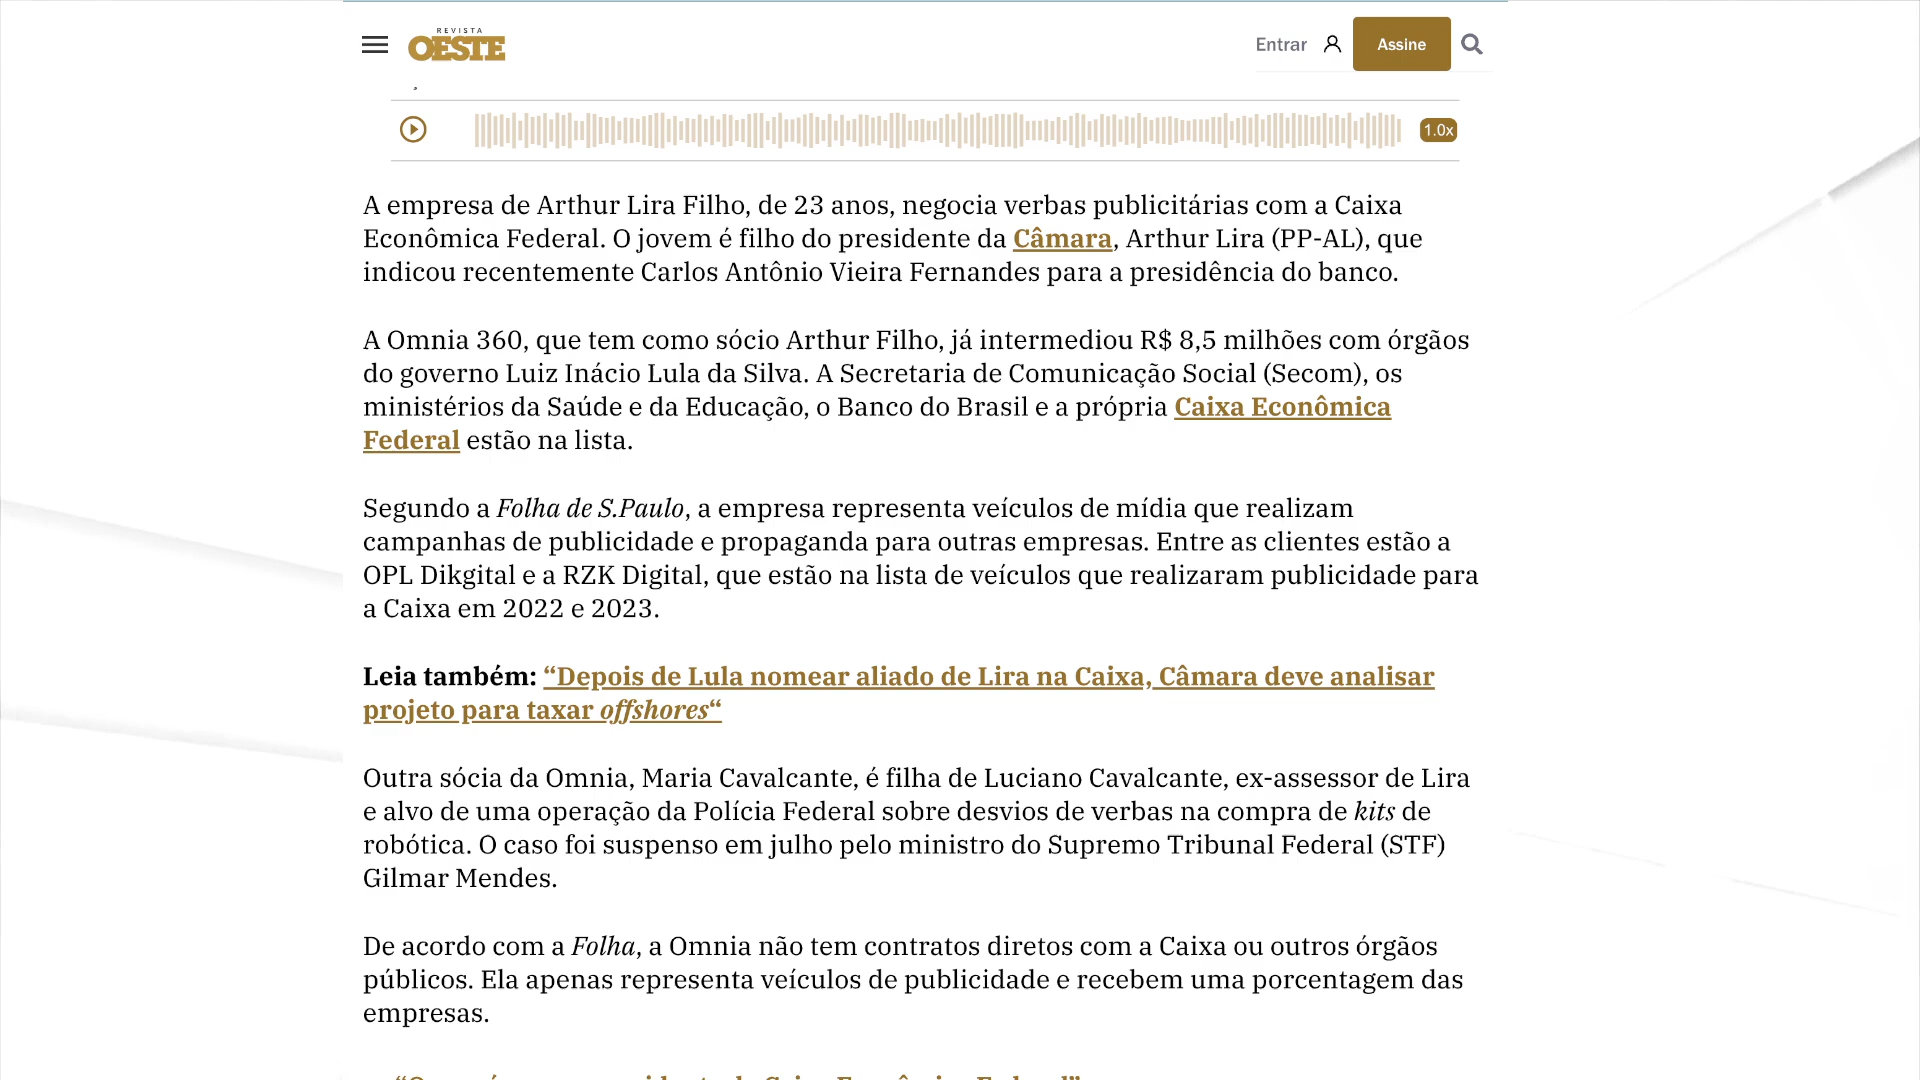 REVISTA
OESTE
Entrar
Assine
1.0x
A empresa de Arthur Lira Filho, de 23 anos, negocia verbas publicitárias com a Caixa
Econômica Federal. O jovem é filho do presidente da Câmara, Arthur Lira (PP-AL), que
indicou recentemente Carlos Antônio Vieira Fernandes para a presidência do banco.
A Omnia 360, que tem como sócio Arthur Filho, já intermediou R$ 8,5 milhões com órgãos
do governo Luiz Inácio Lula da Silva. A Secretaria de Comunicação Social (Secom), os
ministérios da Saúde e da Educação, o Banco do Brasil e a própria Caixa Econômica
Federal estão na lista.
Segundo a Folha de S.Paulo, a empresa representa veículos de mídia que realizam
campanhas de publicidade e propaganda para outras empresas. Entre as clientes estão a
OPL Dikgital e a RZK Digital, que estão na lista de veículos que realizaram publicidade para
a Caixa em 2022 e 2023.
Leia também: “Depois de Lula nomear aliado de Lira na Caixa, Câmara deve analisar
projeto para taxar offshores“
Outra sócia da Omnia, Maria Cavalcante, é filha de Luciano Cavalcante, ex-assessor de Lira
e alvo de uma operação da Polícia Federal sobre desvios de verbas na compra de kits de
robótica. O caso foi suspenso em julho pelo ministro do Supremo Tribunal Federal (STF)
Gilmar Mendes.
De acordo com a Folha, a Omnia não tem contratos diretos com a Caixa ou outros órgãos
públicos. Ela apenas representa veículos de publicidade e recebem uma porcentagem das
empresas.